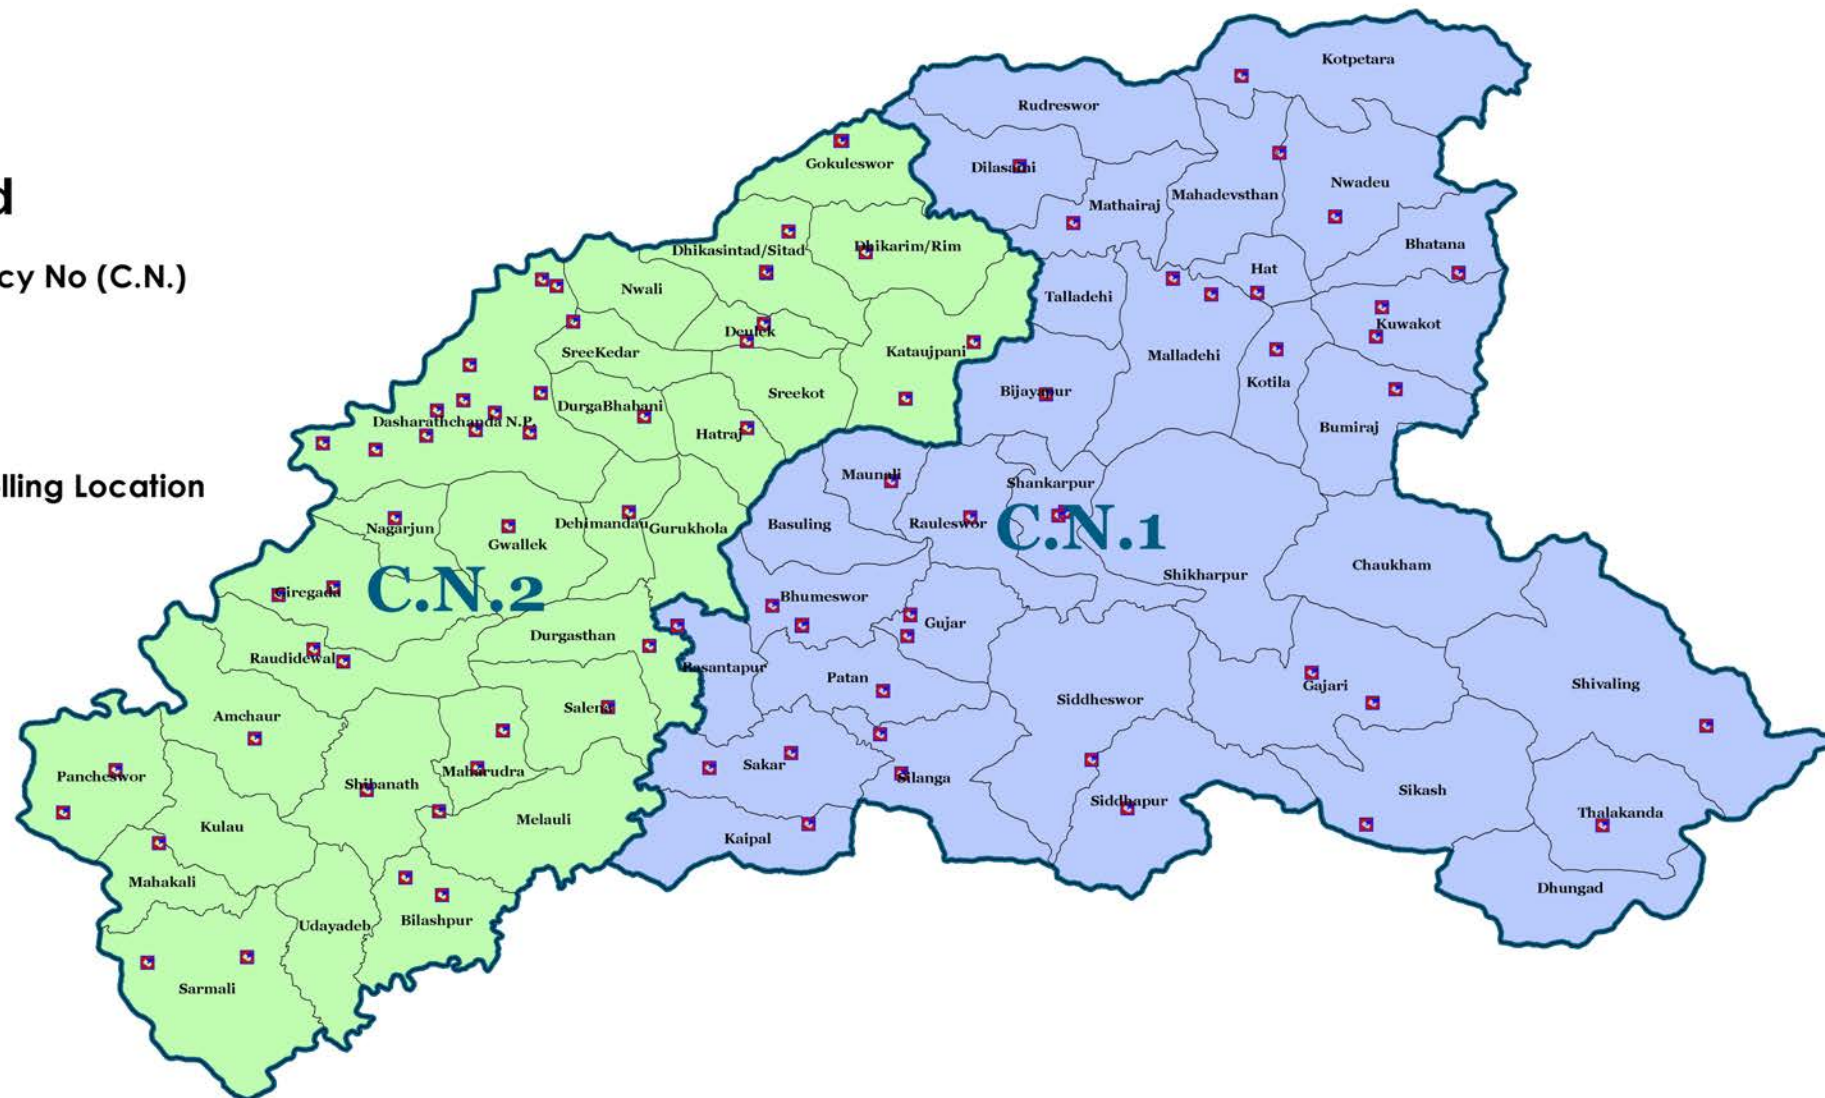 d
cy No (C.N.)
lling Location
Kotpetara
Rudreswor
Gokuleswor
Dilasaini
Mathairaj
Mahadevsthan
Nwadeu
Dhikasintad/Sitad
Dhikarim/Rim
Bhatana
Hat
Nwali
Talladehi
Deulek
Kuwakot
SreeKedar
Kataujpani
Malladehi
Kotila
Sreekot
Bijayapur
DurgaBhabani
Dasharathchanda N.P.
Hatraj
Bumiraj
Maunali
Shankarpur
Nagarjun
Gwallek
Dehimandau
Gurukhola
Basuling
Rauleswor
C.N.1
Chaukham
Shikharpur
Giregada
C.N.2
Bhumeswor
Gujar
Durgasthan
Raudidewal
Basantapur
Patan
Siddheswor
Gajari
Shivaling
Amchaur
Salena
Pancheswor
Shibanath
Maharudra
Sakar
Silanga
Siddhapur
Sikash
Thalakanda
Kulau
Melauli
Kaipal
Mahakali
Dhungad
Udayadeb
Bilashpur
Sarmali